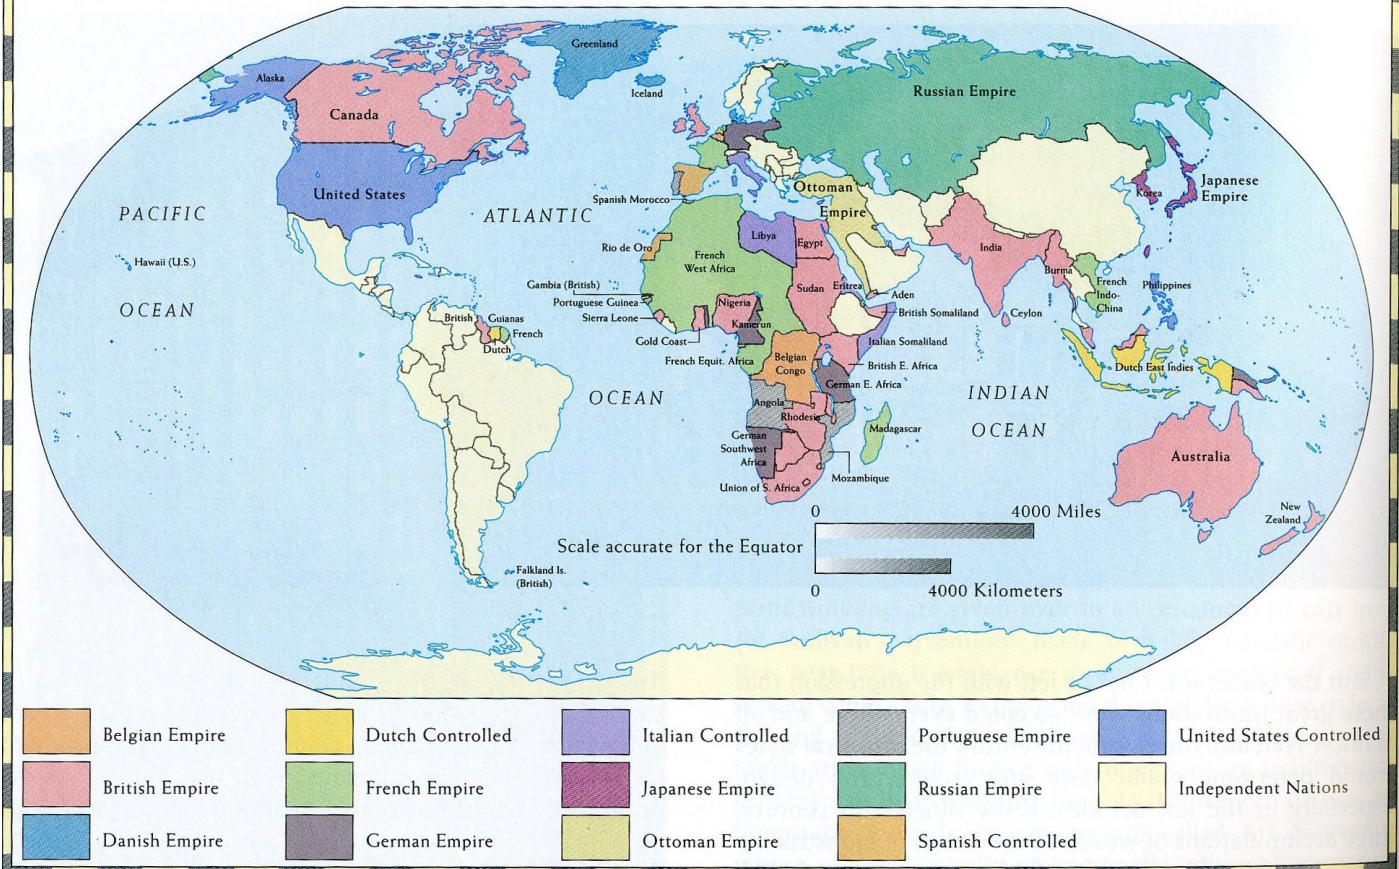 Greenland
Alaska
Iceland
Russian Empire
Canada
United States
Ottoman
Empire
Korea
Japanese
Empire
Spanish Morocco
PACIFIC
ATLANTIC
Rio de Oro
Libya
Egypt
India
French
West Africa
Hawaii (U.S.)
Burma
French
Indo-
China
Philippines
Gambia (British)
Portuguese Guinea
Sierra Leone
Nigeria
Sudan
Eritrea
Aden
British Somaliland
Ceylon
OCEAN
British
Guianas
French
Dutch
Kamerun
Gold Coast
Italian Somaliland
French Equit. Africa
Belgian
Congo
British E. Africa
Dutch East Indies
German E. Africa
OCEAN
INDIAN
OCEAN
Angola
Rhodesia
Madagascar
German
Southwest
Africa
Mozambique
Australia
Union of S. Africa
New
Zealand
0
4000 Miles
Scale accurate for the Equator
0
4000 Kilometers
Falkland Is.
(British)
Belgian Empire
Dutch Controlled
Italian Controlled
Portuguese Empire
United States Controlled
British Empire
French Empire
Japanese Empire
Russian Empire
Independent Nations
Danish Empire
German Empire
Ottoman Empire
Spanish Controlled